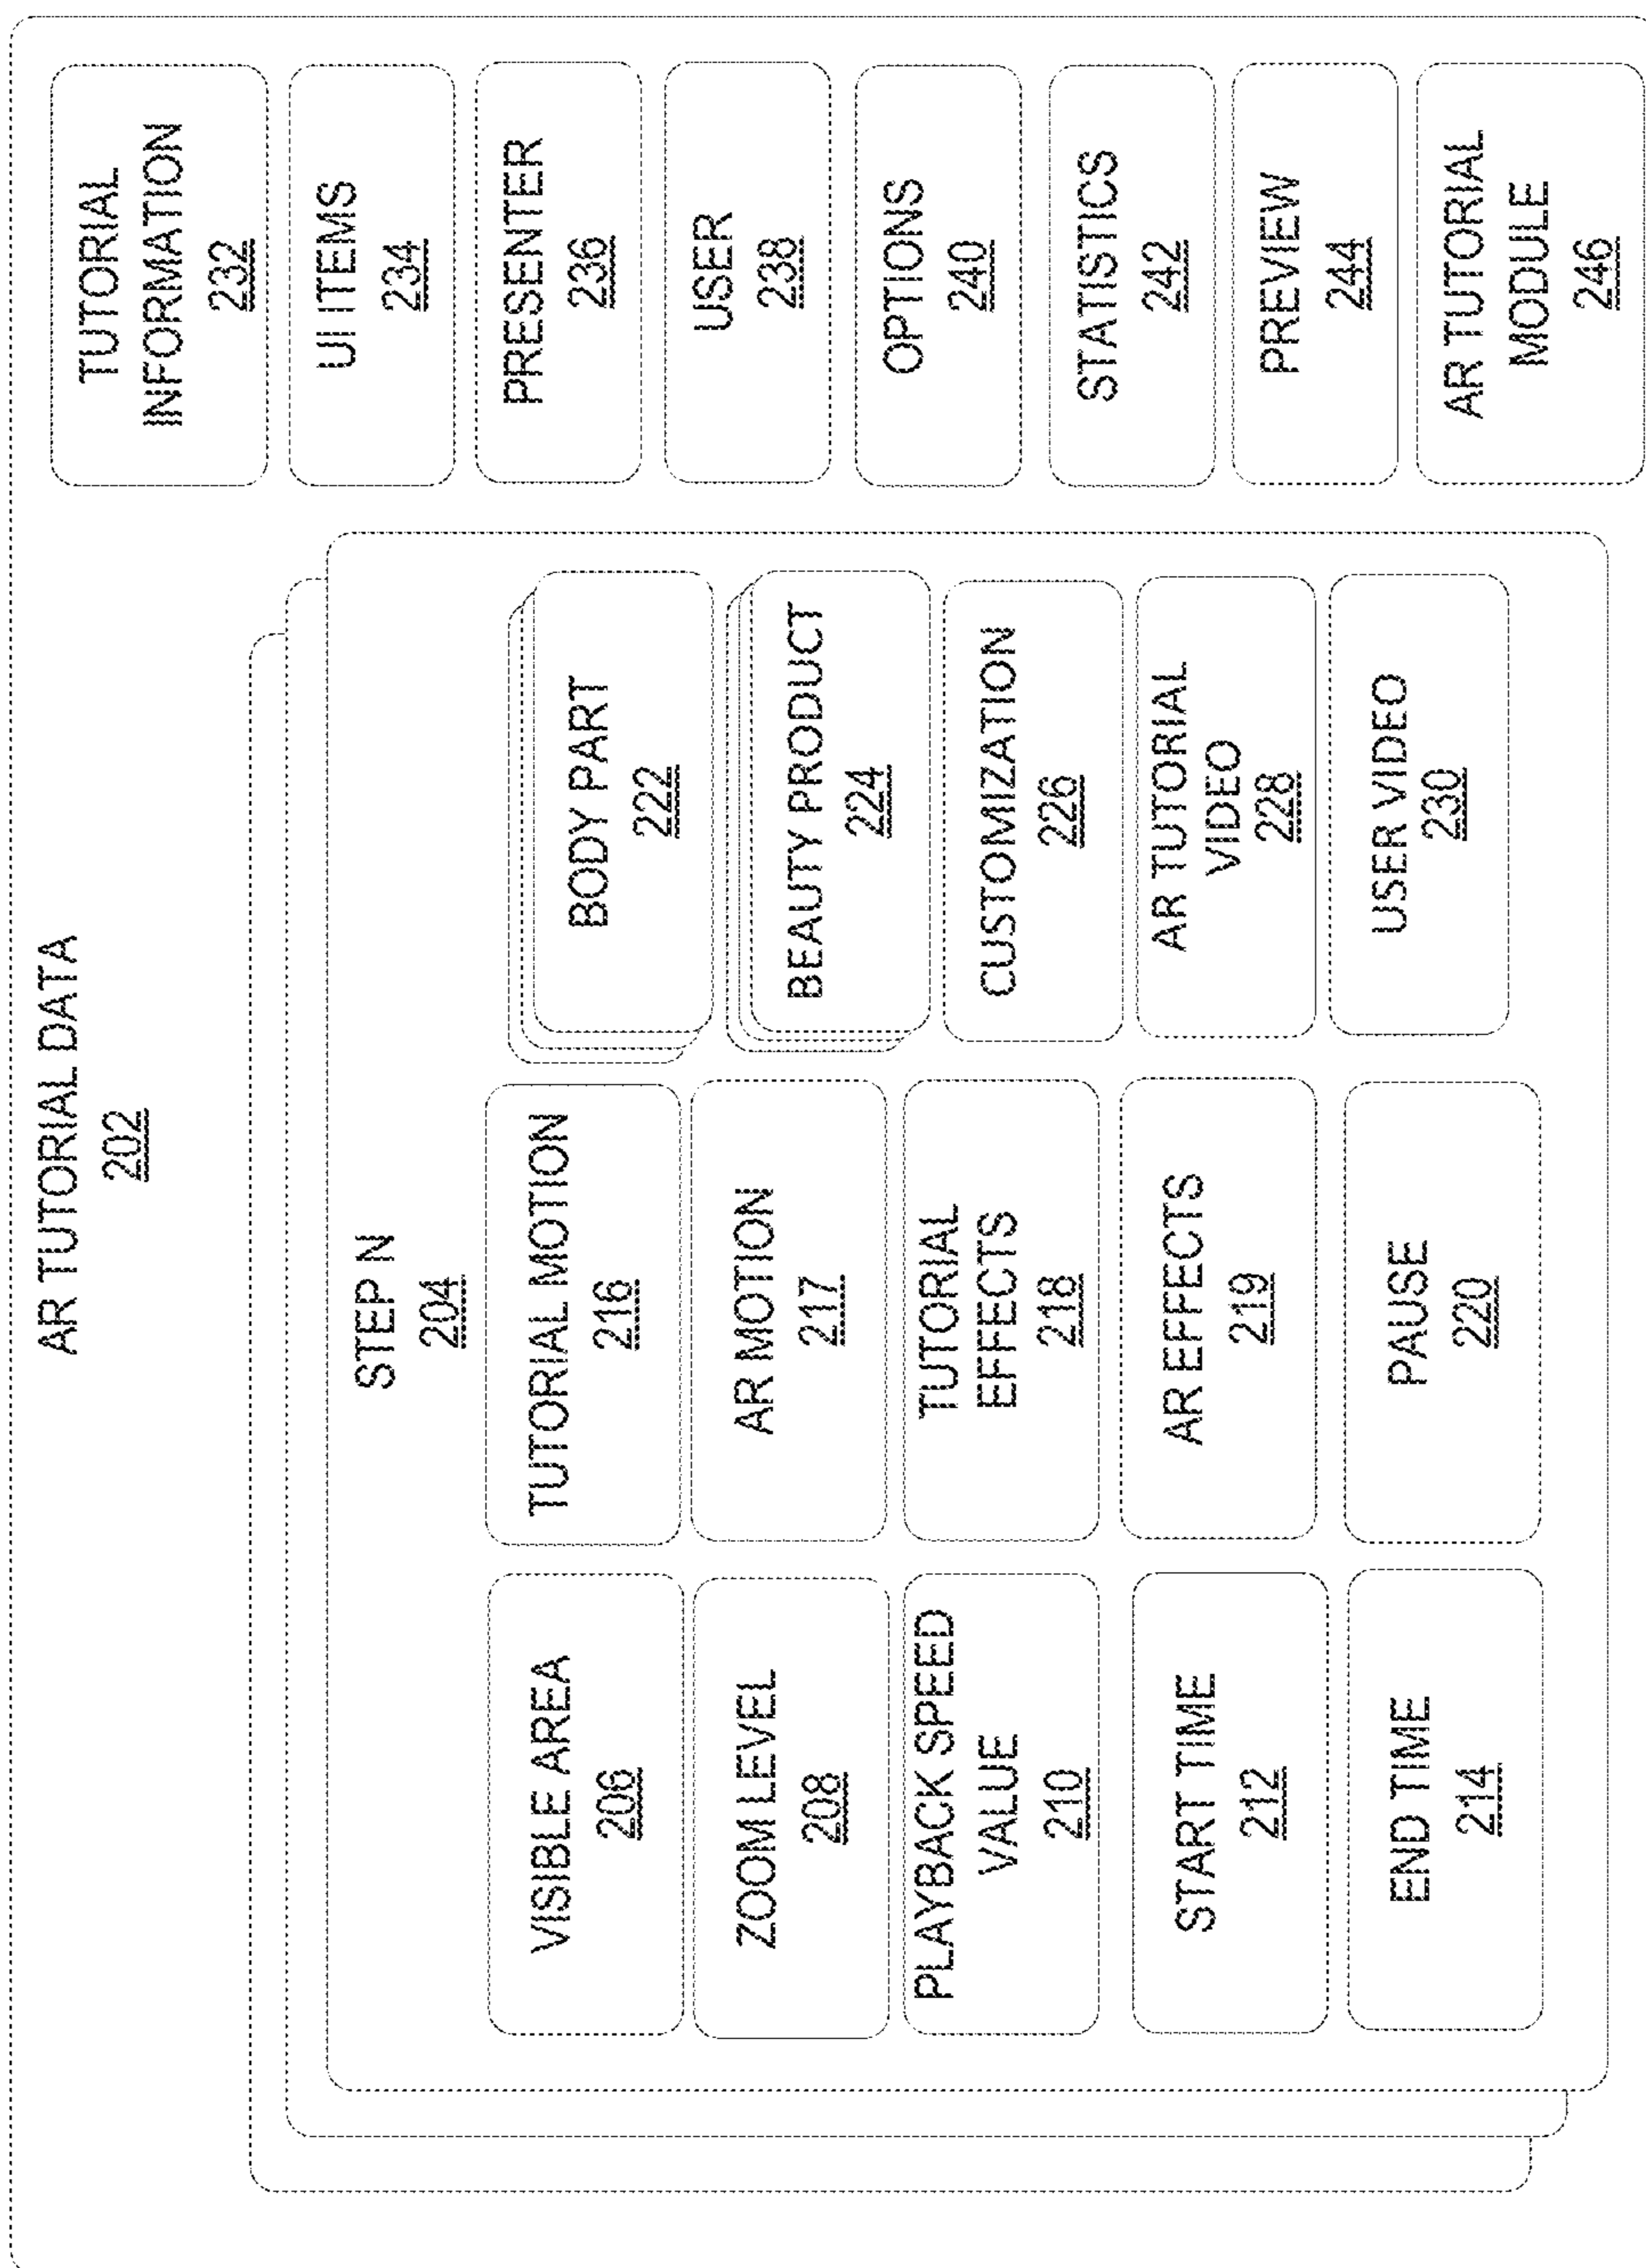 AR TUTORIAL DATA
202
STEP N
204
VISIBLE AREA
206
ZOOM LEVEL
208
PLAYBACK SPEED
VALUE
210
START TIME
212
END TIME
214
TUTORIAL MOTION
216
AR MOTION
217
TUTORIAL
EFFECTS
218
AR EFFECTS
219
PAUSE
220
BODY PART
222
BEAUTY PRODUCT
224
CUSTOMIZATION
226
AR TUTORIAL
VIDEO
228
USER VIDEO
230
TUTORIAL
INFORMATION
232
UI ITEMS
234
PRESENTER
236
USER
238
OPTIONS
240
STATISTICS
242
PREVIEW
244
AR TUTORIAL
MODULE
246